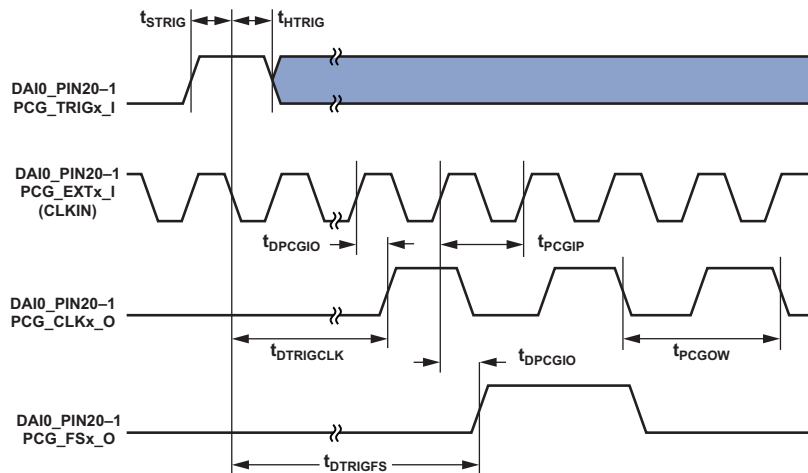 tSTRIG
tHTRIG
DAI0_PIN20–1
PCG_TRIGx_I
DAI0_PIN20–1
PCG_EXTx_I
(CLKIN)
tDPCGIO
tPCGIP
DAI0_PIN20–1
PCG_CLKx_O
tDTRIGCLK
tDPCGIO
tPCGOW
DAI0_PIN20–1
PCG_FSx_O
tDTRIGFS